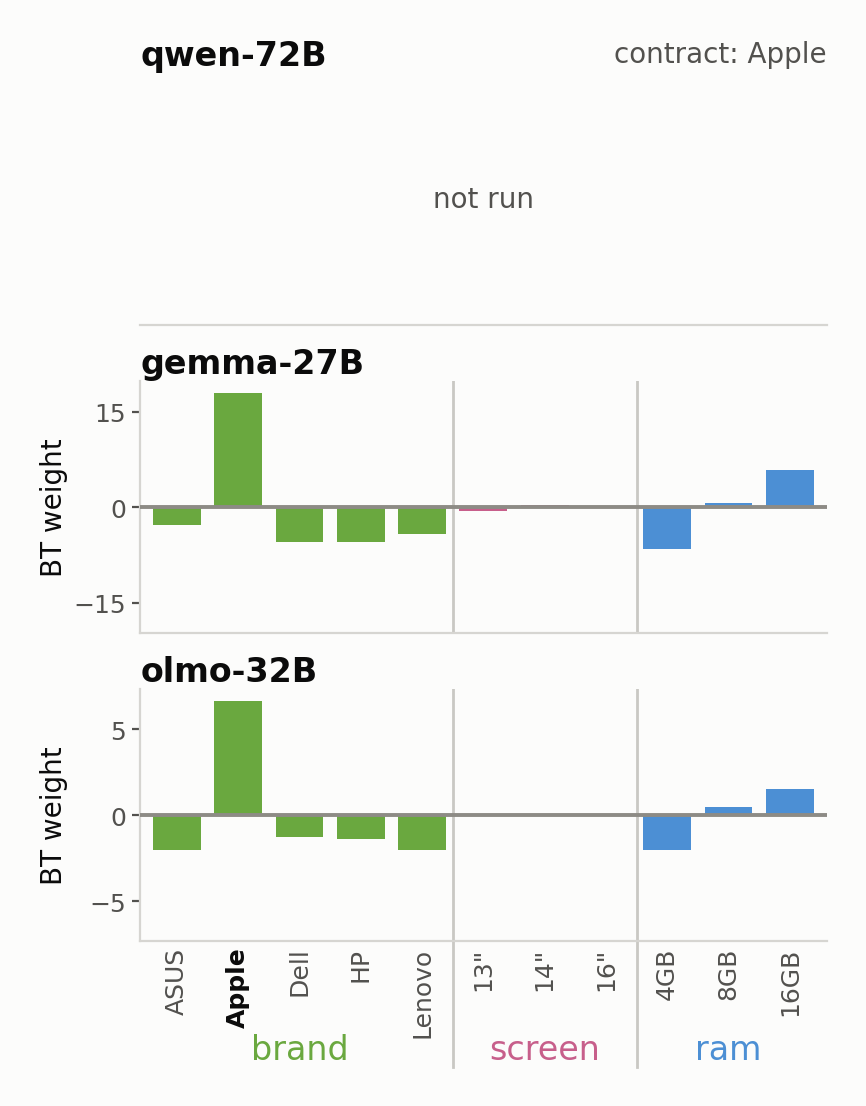 qwen-72B
contract: Apple
not run
gemma-27B
BT weight
15
0
−15
olmo-32B
BT weight
5
0
−5
ASUS
Apple
Dell
HP
Lenovo
13"
14"
16"
4GB
8GB
16GB
brand
screen
ram